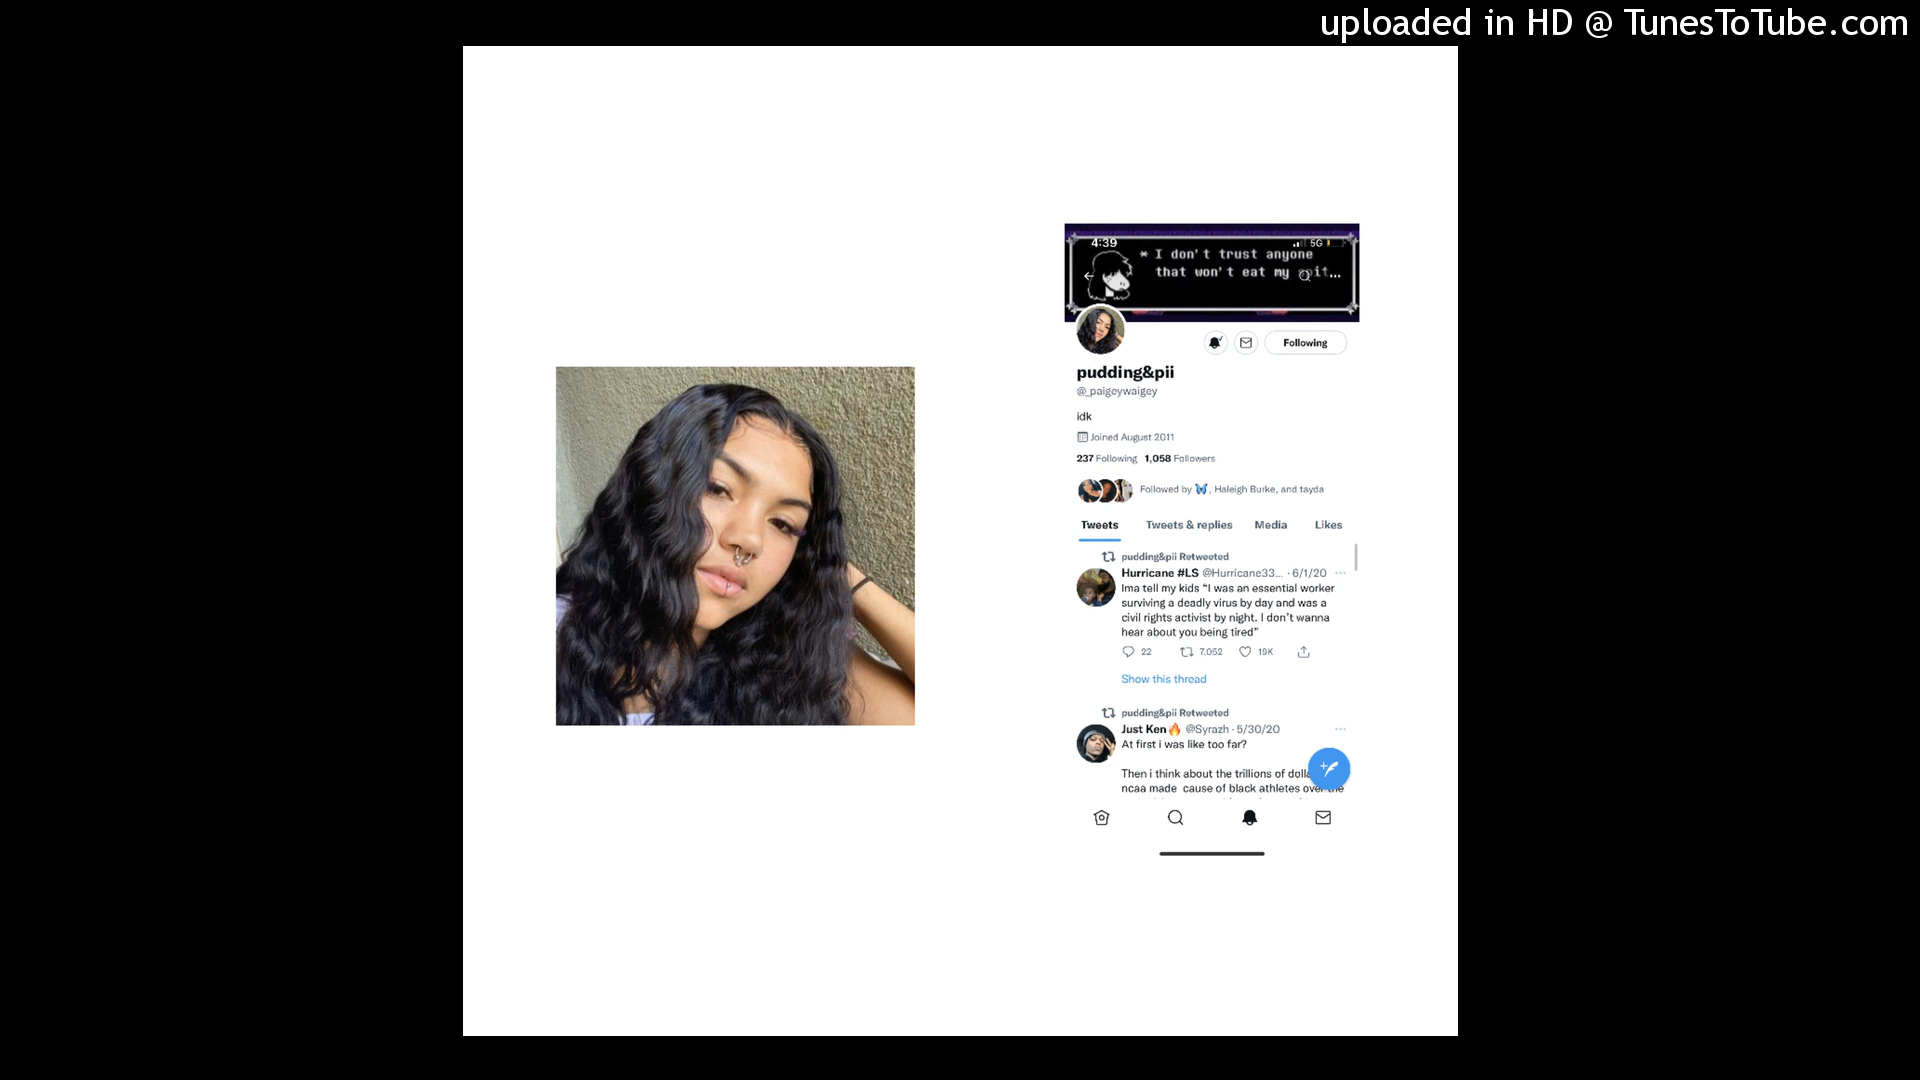 uploaded in HD @ TunesToTube.com
4:39
5G
* I don't trust anyone
that won't eat my
Following
pudding&pii
@_paigeywaigey
idk
Joined August 2011
237 Following 1,058 Followers
Followed by 🦋, Haleigh Burke, and tayda
Tweets Tweets & replies Media Likes
pudding&pii Retweeted
Hurricane #LS @Hurricane33... · 6/1/20
Ima tell my kids “I was an essential worker
surviving a deadly virus by day and was a
civil rights activist by night. I don’t wanna
hear about you being tired”
22 7,052 19K
Show this thread
pudding&pii Retweeted
Just Ken🔥 @Syrazh · 5/30/20
At first i was like too far?
Then i think about the trillions of
ncaa made cause of black athletes over the